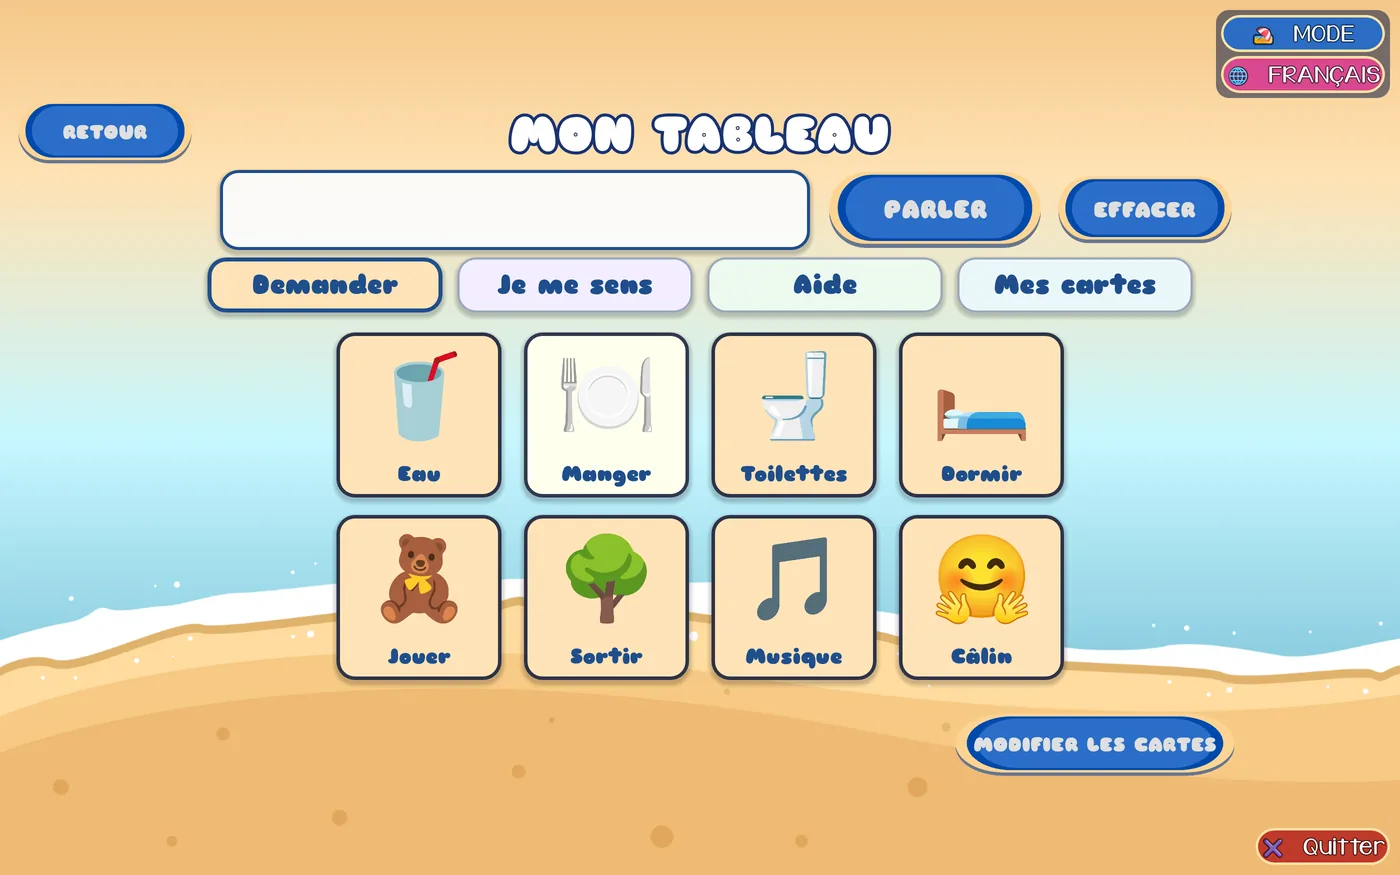 MODE
FRANÇAIS
RETOUR
MON TABLEAU
PARLER
EFFACER
Demander
Je me sens
Aide
Mes cartes
Eau
Manger
Toilettes
Dormir
Jouer
Sortir
Musique
Câlin
MODIFIER LES CARTES
Quitter